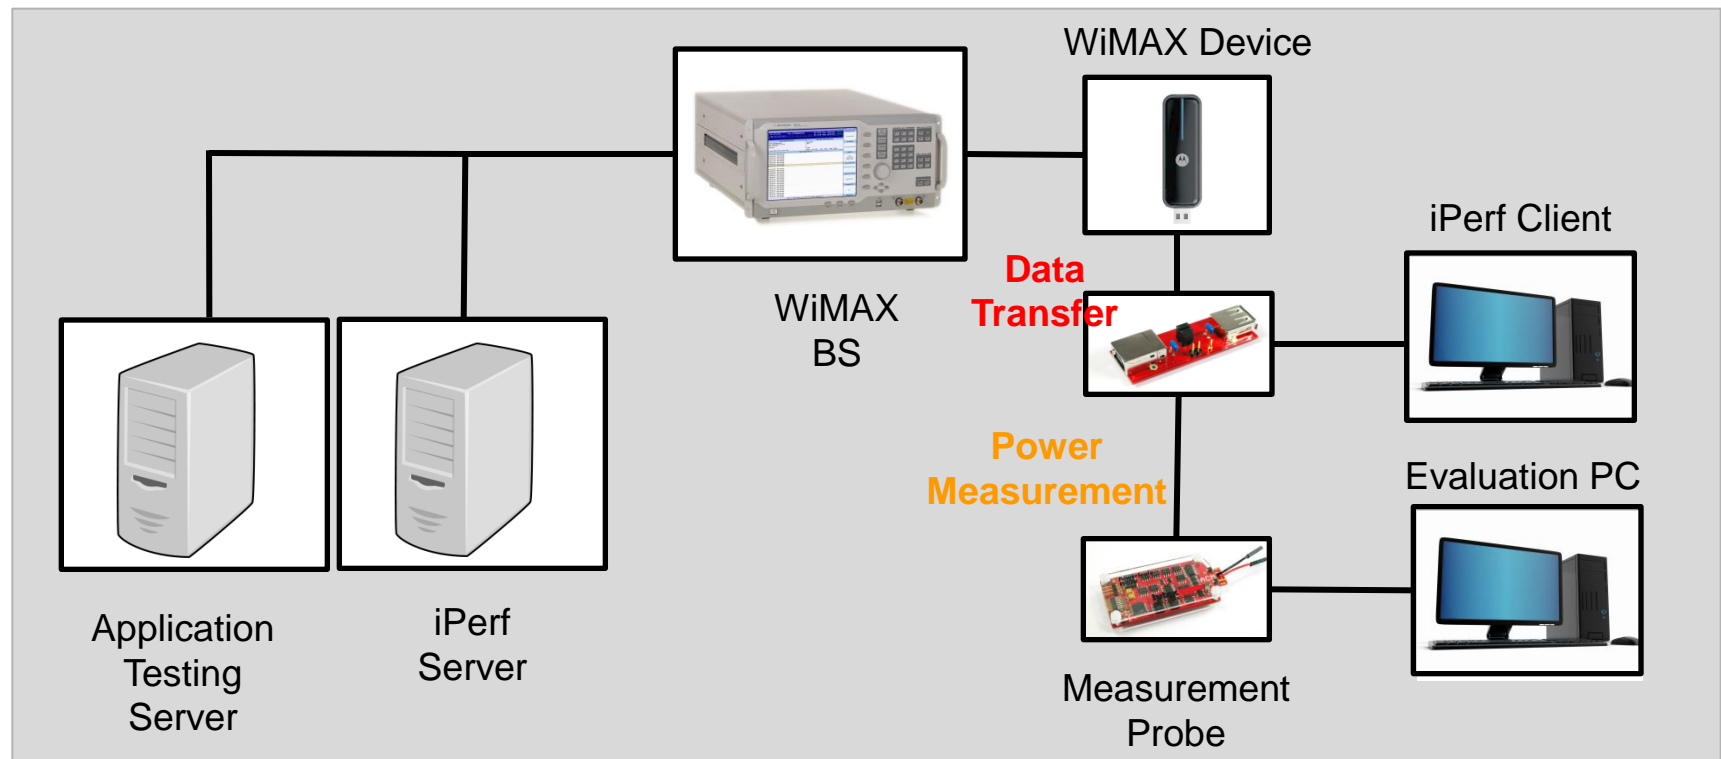 WiMAX Device
iPerf Client
Data
Transfer
WiMAX
BS
Power
Measurement
Evaluation PC
Application
Testing
Server
iPerf
Server
Measurement
Probe